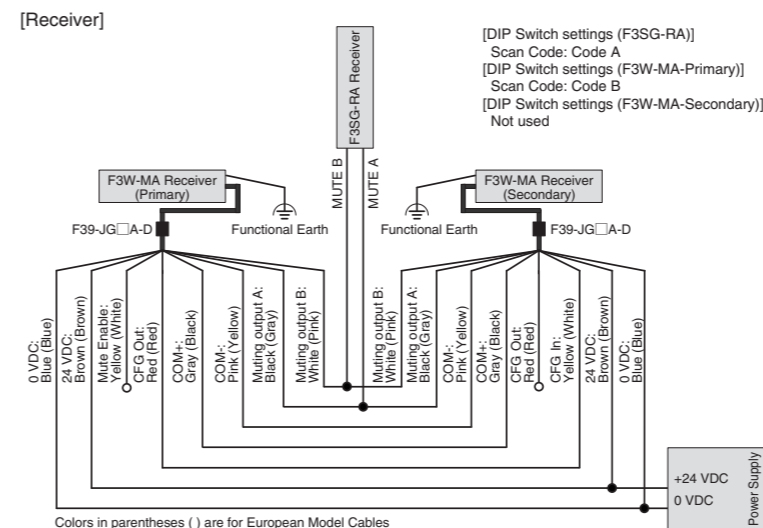 [Receiver]
[DIP Switch settings (F3SG-RA)]
Scan Code: Code A
[DIP Switch settings (F3W-MA-Primary)]
Scan Code: Code B
[DIP Switch settings (F3W-MA-Secondary)]
Not used
F3SG-RA Receiver
MUTE B
MUTE A
F3W-MA Receiver
(Primary)
F3W-MA Receiver
(Secondary)
F39-JG□A-D
Functional Earth
Functional Earth
F39-JG□A-D
0 VDC:
Blue (Blue)
24 VDC:
Brown (Brown)
Mute Enable:
Yellow (White)
CFG Out:
Red (Red)
COM+:
Gray (Black)
COM-:
Pink (Yellow)
Muting output A:
Black (Gray)
Muting output B:
White (Pink)
Muting output B:
White (Pink)
Muting output A:
Black (Gray)
COM-:
Pink (Yellow)
COM+:
Gray (Black)
CFG Out:
Red (Red)
CFG In:
Yellow (White)
24 VDC:
Brown (Brown)
0 VDC:
Blue (Blue)
+24 VDC
0 VDC
Power Supply
Colors in parentheses ( ) are for European Model Cables